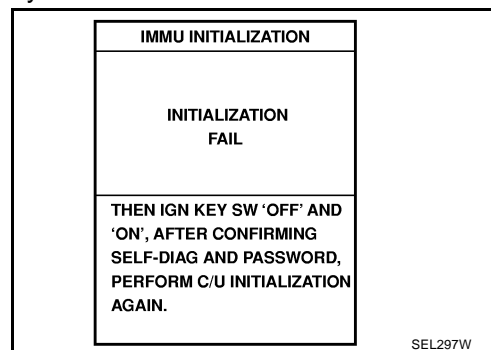 IMMU INITIALIZATION
INITIALIZATION
FAIL
THEN IGN KEY SW ‘OFF’ AND
‘ON’, AFTER CONFIRMING
SELF-DIAG AND PASSWORD,
PERFORM C/U INITIALIZATION
AGAIN.
SEL297W